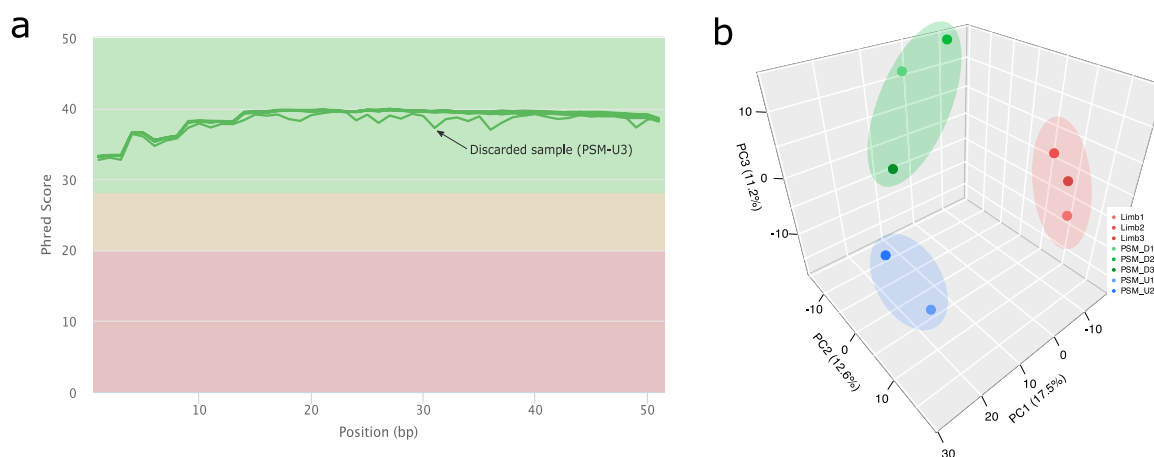 a
50
40
30
20
10
0
Phred Score
10
20
30
40
50
Position (bp)
Discarded sample (PSM-U3)
b
10
0
-10
PC3 (11.2%)
-10
0
10
PC2 (12.6%)
30
20
10
0
-10
PC1 (17.5%)
Limb1
Limb2
Limb3
PSM_D1
PSM_D2
PSM_D3
PSM_U1
PSM_U2